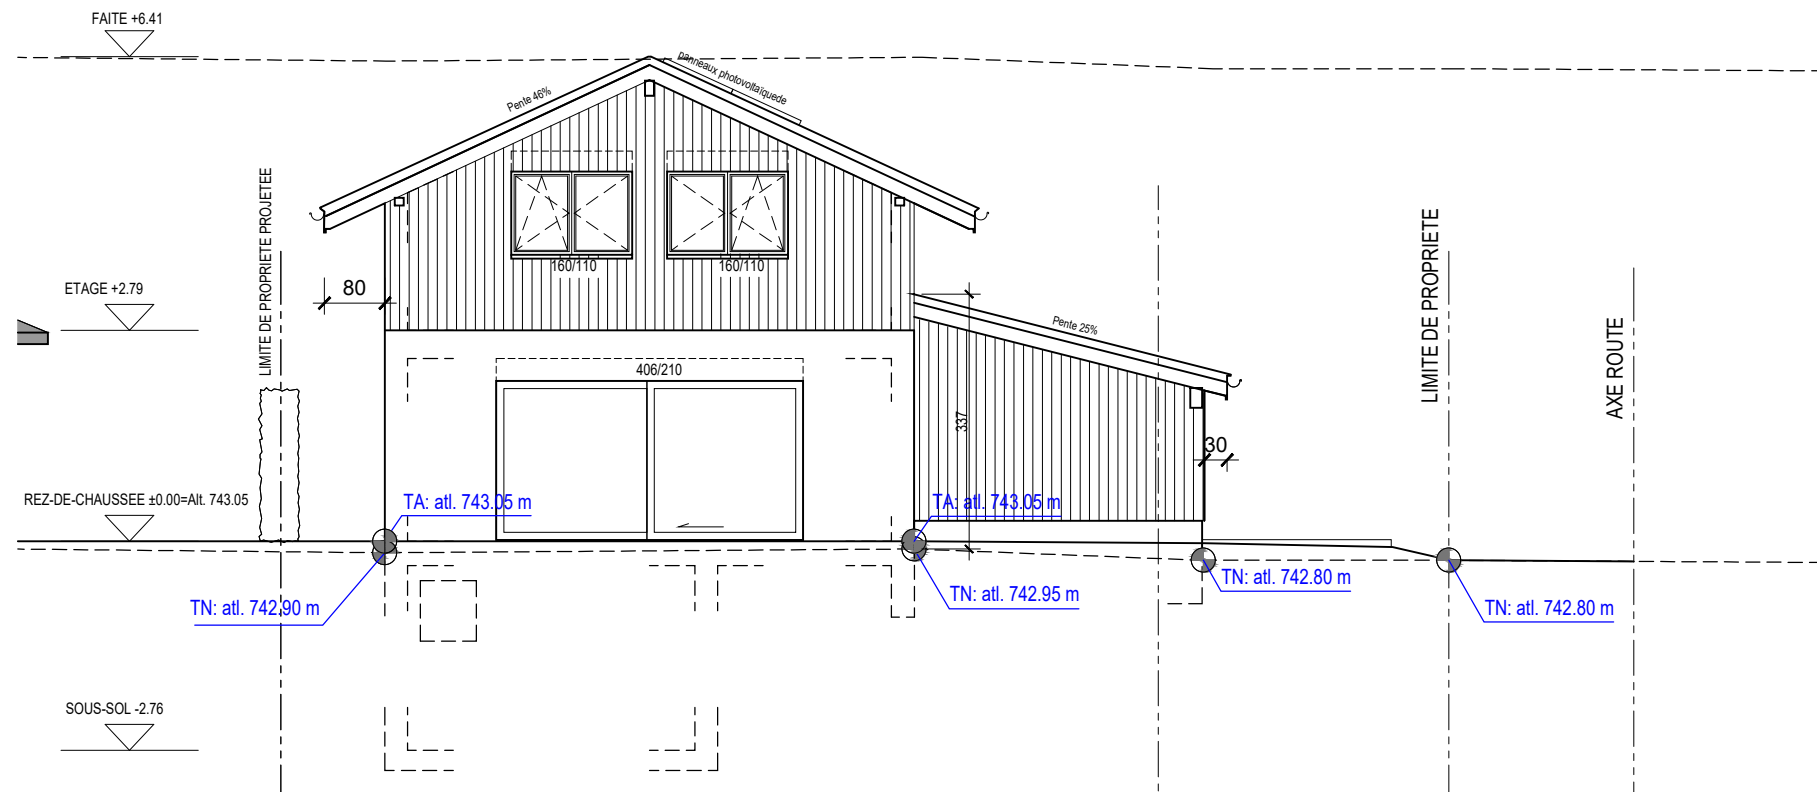 FAITE +6.41
panneaux photovoltaïquede
Pente 46%
LIMITE DE PROPRIETE PROJETEE
LIMITE DE PROPRIETE
160/110
160/110
ETAGE +2.79
80
Pente 25%
AXE ROUTE
406/210
337
30
REZ-DE-CHAUSSEE ±0.00=Alt. 743.05
TA: atl. 743.05 m
TA: atl. 743.05 m
TN: atl. 742.90 m
TN: atl. 742.95 m
TN: atl. 742.80 m
TN: atl. 742.80 m
SOUS-SOL -2.76